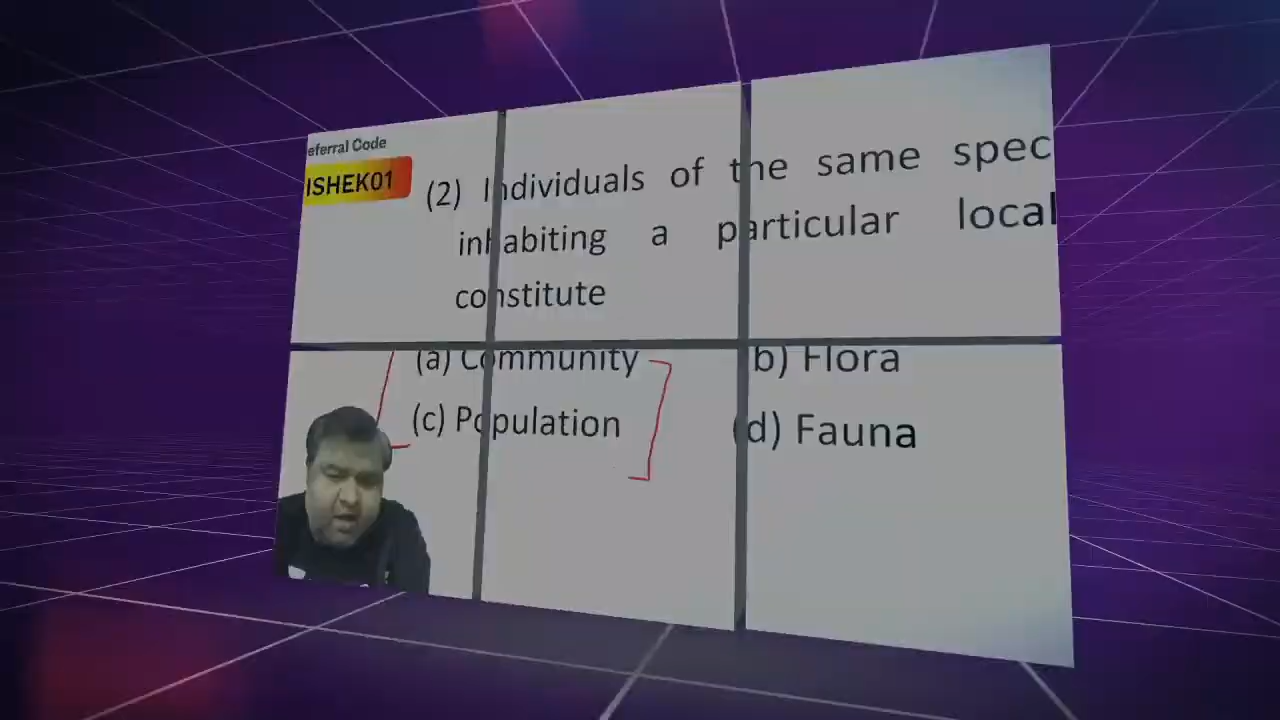 eferral Code
ISHEK01
(2) Individuals of the same spec
inhabiting a particular local
constitute
(a) Community (b) Flora
(c) Population (d) Fauna